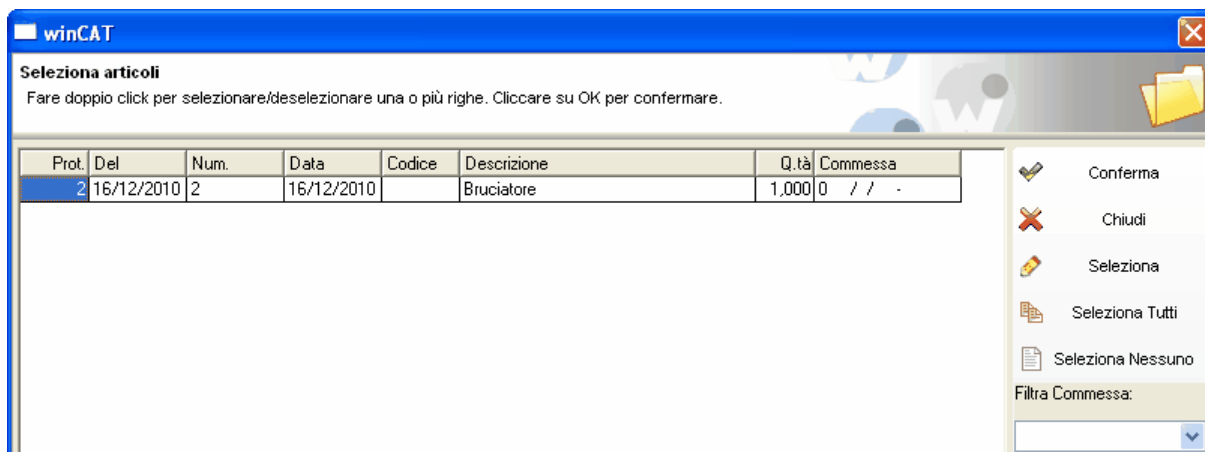 winCAT
Seleziona articoli
Fare doppio click per selezionare/deselezionare una o più righe. Cliccare su OK per confermare.
Prot. Del Num. Data Codice Descrizione Q.tà Commessa
2 16/12/2010 2 16/12/2010 Bruciatore 1,000 0 / / -
Conferma
Chiudi
Seleziona
Seleziona Tutti
Seleziona Nessuno
Filtra Commessa: